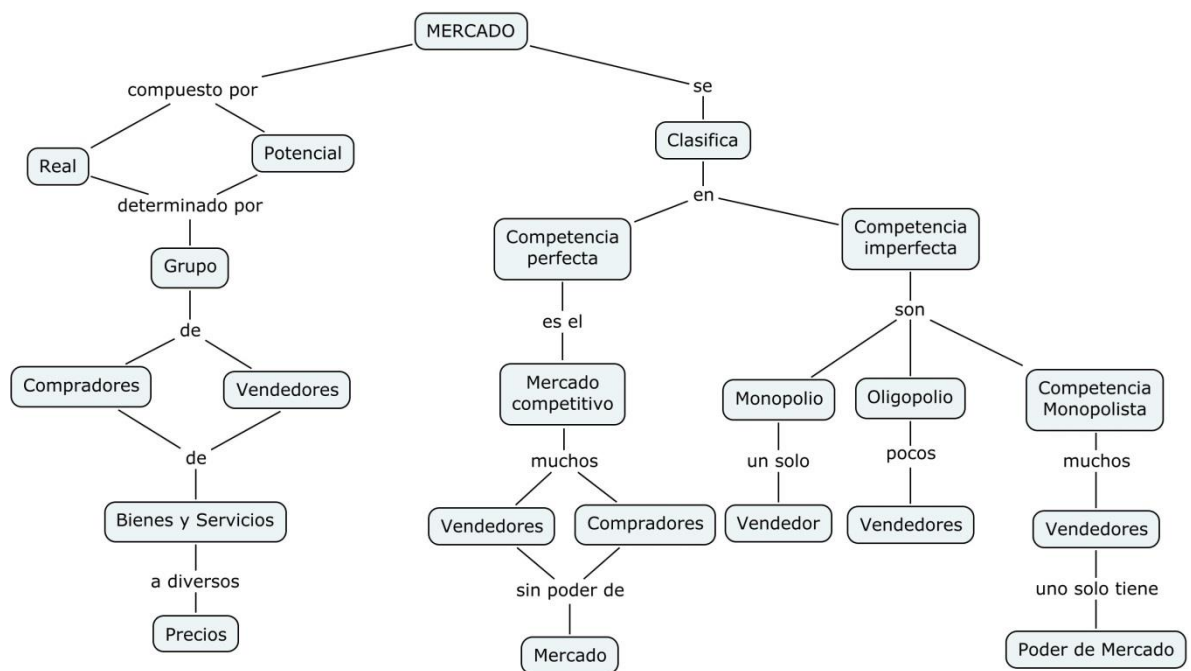 MERCADO
compuesto por
se
Real
Potencial
Clasifica
determinado por
en
Grupo
Competencia
perfecta
Competencia
imperfecta
de
es el
son
Compradores
Vendedores
Mercado
competitivo
Monopolio
Oligopolio
Competencia
Monopolista
de
muchos
un solo
pocos
muchos
Bienes y Servicios
Vendedores
Compradores
Vendedor
Vendedores
Vendedores
a diversos
sin poder de
uno solo tiene
Precios
Mercado
Poder de Mercado